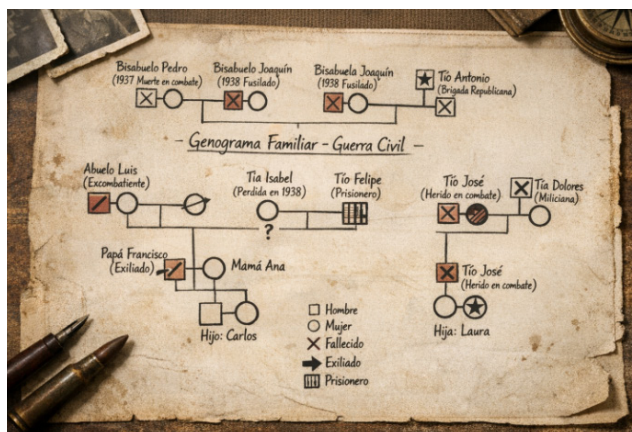 Bisabuelo Pedro
(1937 Muerte en combate)
Bisabuelo Joaquín
(1938 Fusilado)
Bisabuela Joaquín
(1938 Fusilado)
Tío Antonio
(Brigada Republicana)
- Genograma Familiar - Guerra Civil -
Abuelo Luis
(Excombatiente)
Tía Isabel
(Perdida en 1938)
Tío Felipe
(Prisionero)
Tío José
(Herido en combate)
Tía Dolores
(Miliciana)
?
Papá Francisco
(Exiliado)
Mamá Ana
Tío José
(Herido en combate)
Hijo: Carlos
Hija: Laura
Hombre
Mujer
Fallecido
Exiliado
Prisionero